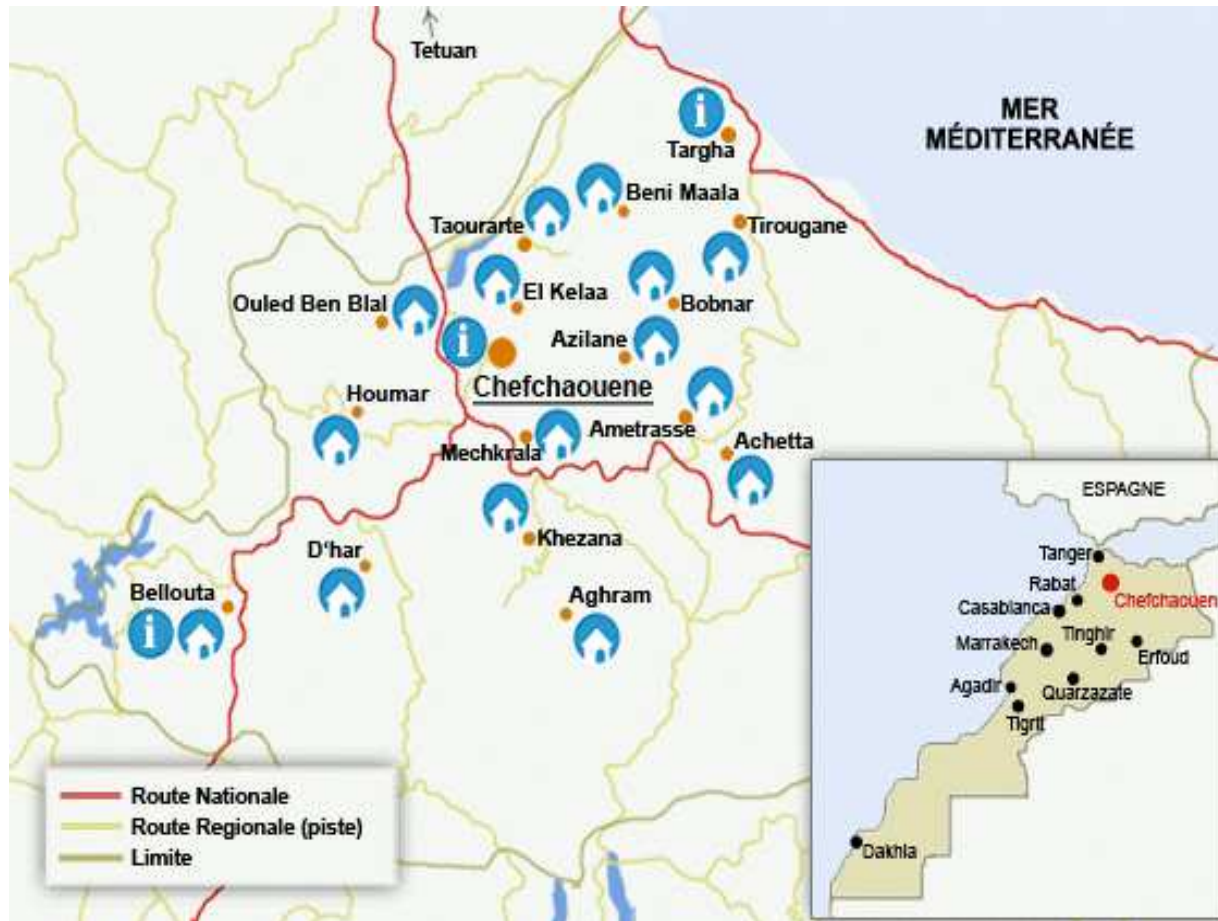 Tetuan
MER
MÉDITERRANÉE
i
Targha
Beni Maala
Taourarte
Tirougane
El Kelaa
Bobnar
Ouled Ben Blal
i
Azilane
Chefchaouene
Houmar
Ametrasse
Mechkrala
Achetta
Khezana
D'har
Bellouta
i
Aghram
Route Nationale
Route Regionale (piste)
Limite
ESPAGNE
Tanger
Rabat
Chefchaouen
Casablanca
Marrakech
Tinghir
Erfoud
Agadir
Quarzazate
Tigrit
Dakhla